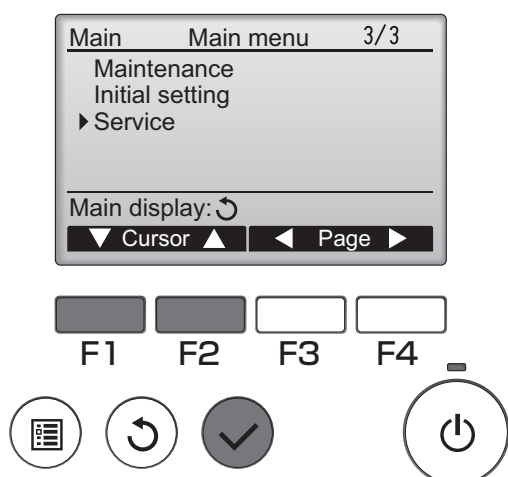 Main Main menu 3/3
Maintenance
Initial setting
Service
Main display:
Cursor Page
F1 F2 F3 F4